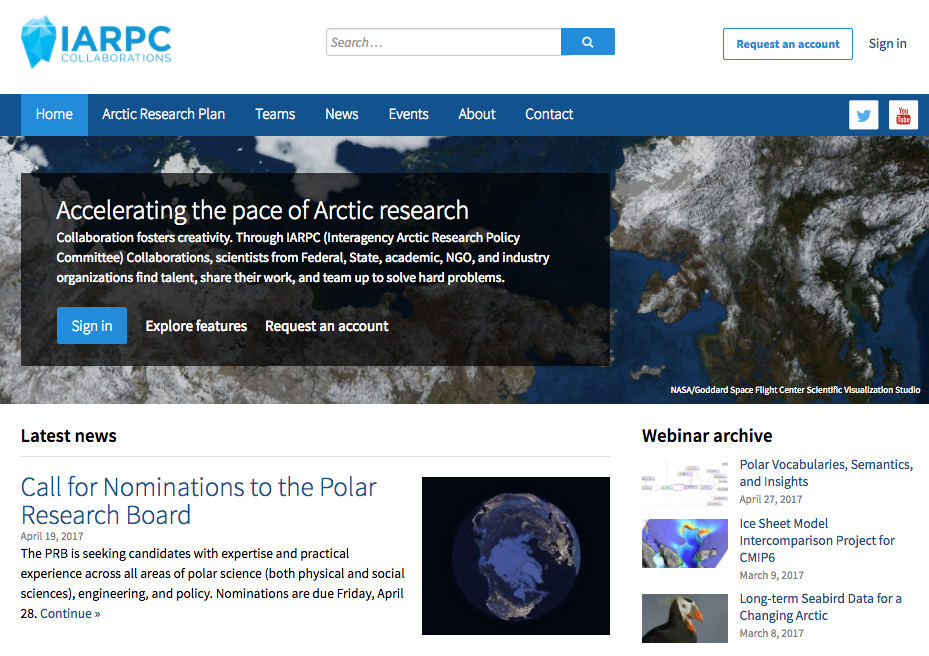 IARPC
COLLABORATIONS
Search…
Request an account
Sign in
Home
Arctic Research Plan
Teams
News
Events
About
Contact
You
Tube
Accelerating the pace of Arctic research
Collaboration fosters creativity. Through IARPC (Interagency Arctic Research Policy
Committee) Collaborations, scientists from Federal, State, academic, NGO, and industry
organizations find talent, share their work, and team up to solve hard problems.
Sign in
Explore features
Request an account
NASA/Goddard Space Flight Center Scientific Visualization Studio
Latest news
Call for Nominations to the Polar
Research Board
April 19, 2017
The PRB is seeking candidates with expertise and practical
experience across all areas of polar science (both physical and social
sciences), engineering, and policy. Nominations are due Friday, April
28. Continue »
Webinar archive
Polar Vocabularies, Semantics,
and Insights
April 27, 2017
Ice Sheet Model
Intercomparison Project for
CMIP6
March 9, 2017
Long-term Seabird Data for a
Changing Arctic
March 8, 2017